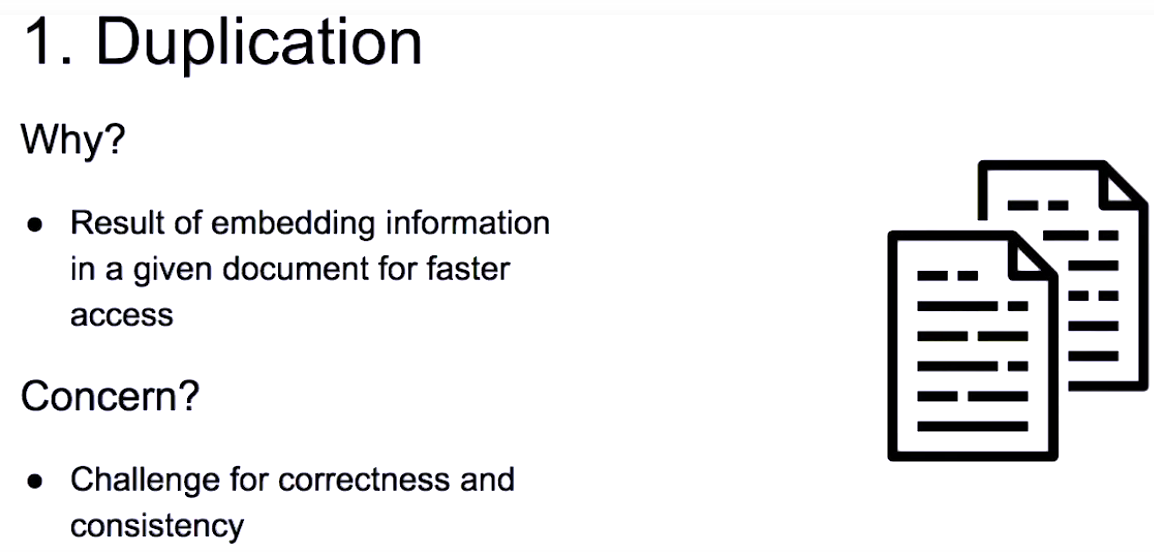 1. Duplication
Why?
● Result of embedding information
in a given document for faster
access
Concern?
● Challenge for correctness and
consistency